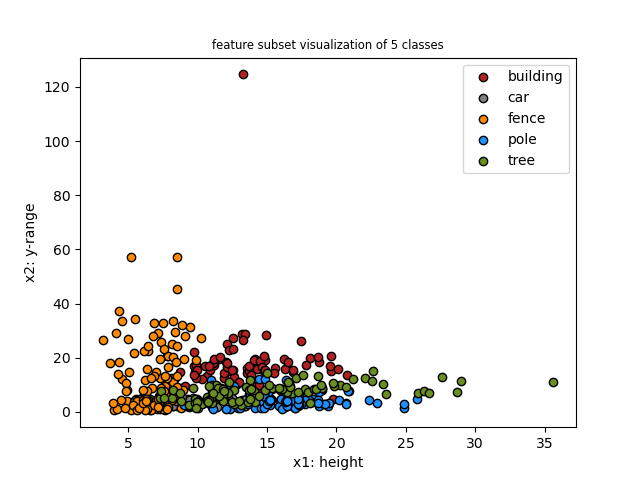 feature subset visualization of 5 classes
building
car
fence
pole
tree
120
100
80
60
40
20
0
x2: y-range
5 10 15 20 25 30 35
x1: height